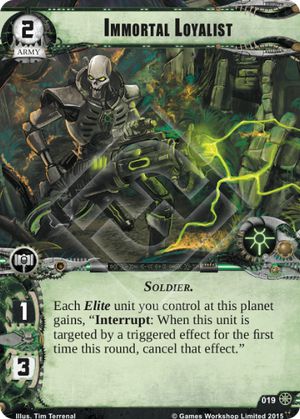 2
ARMY
IMMORTAL LOYALIST
SOLDIER.
Each Elite unit you control at this planet
gains, “Interrupt: When this unit is
targeted by a triggered effect for the first
time this round, cancel that effect.”
1
3
019
Illus. Tim Terrenal
© Games Workshop Limited 2015